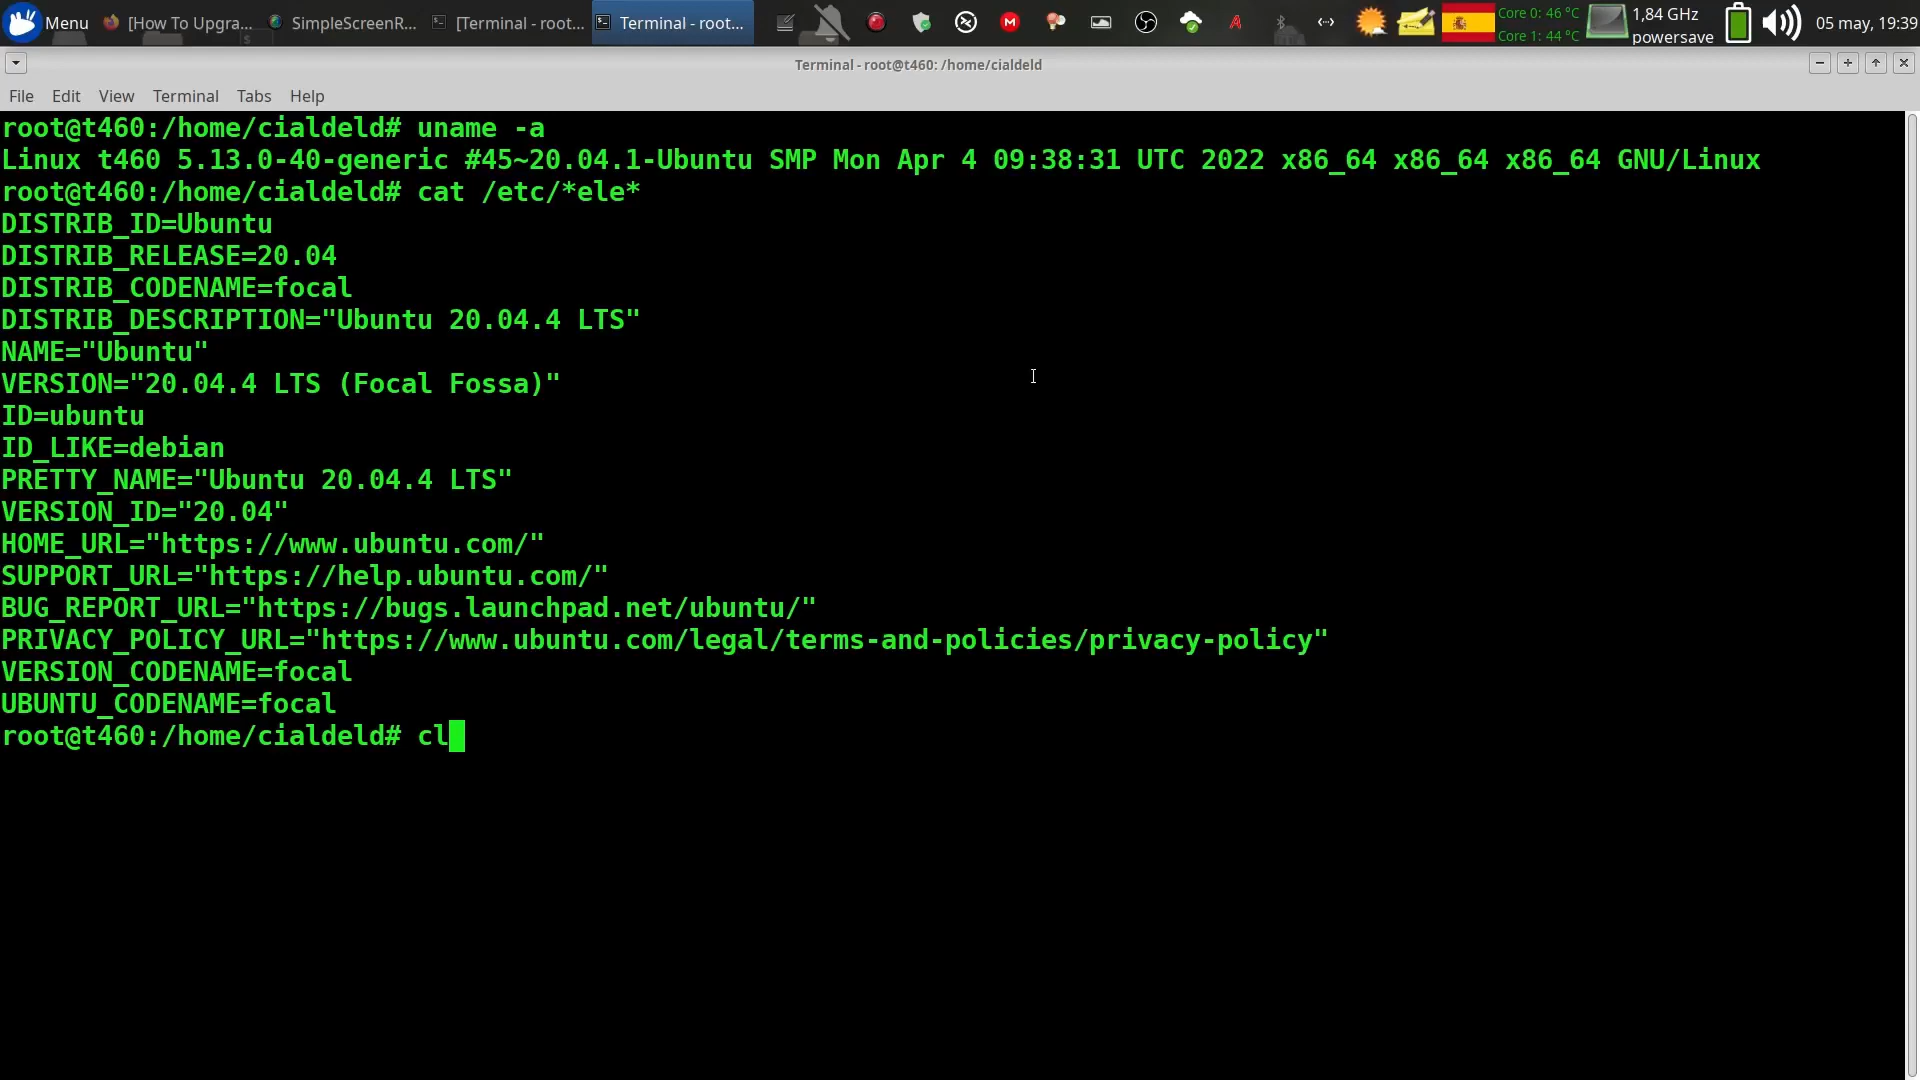 Menu
[How To Upgra...
SimpleScreenR...
[Terminal - root...
Terminal - root...
Core 0: 46 °C
Core 1: 44 °C
1,84 GHz
powersave
05 may, 19:39
Terminal - root@t460: /home/cialdeld
File Edit View Terminal Tabs Help
root@t460:/home/cialdeld# uname -a
Linux t460 5.13.0-40-generic #45~20.04.1-Ubuntu SMP Mon Apr 4 09:38:31 UTC 2022 x86_64 x86_64 x86_64 GNU/Linux
root@t460:/home/cialdeld# cat /etc/*ele*
DISTRIB_ID=Ubuntu
DISTRIB_RELEASE=20.04
DISTRIB_CODENAME=focal
DISTRIB_DESCRIPTION="Ubuntu 20.04.4 LTS"
NAME="Ubuntu"
VERSION="20.04.4 LTS (Focal Fossa)"
ID=ubuntu
ID_LIKE=debian
PRETTY_NAME="Ubuntu 20.04.4 LTS"
VERSION_ID="20.04"
HOME_URL="https://www.ubuntu.com/"
SUPPORT_URL="https://help.ubuntu.com/"
BUG_REPORT_URL="https://bugs.launchpad.net/ubuntu/"
PRIVACY_POLICY_URL="https://www.ubuntu.com/legal/terms-and-policies/privacy-policy"
VERSION_CODENAME=focal
UBUNTU_CODENAME=focal
root@t460:/home/cialdeld# cl